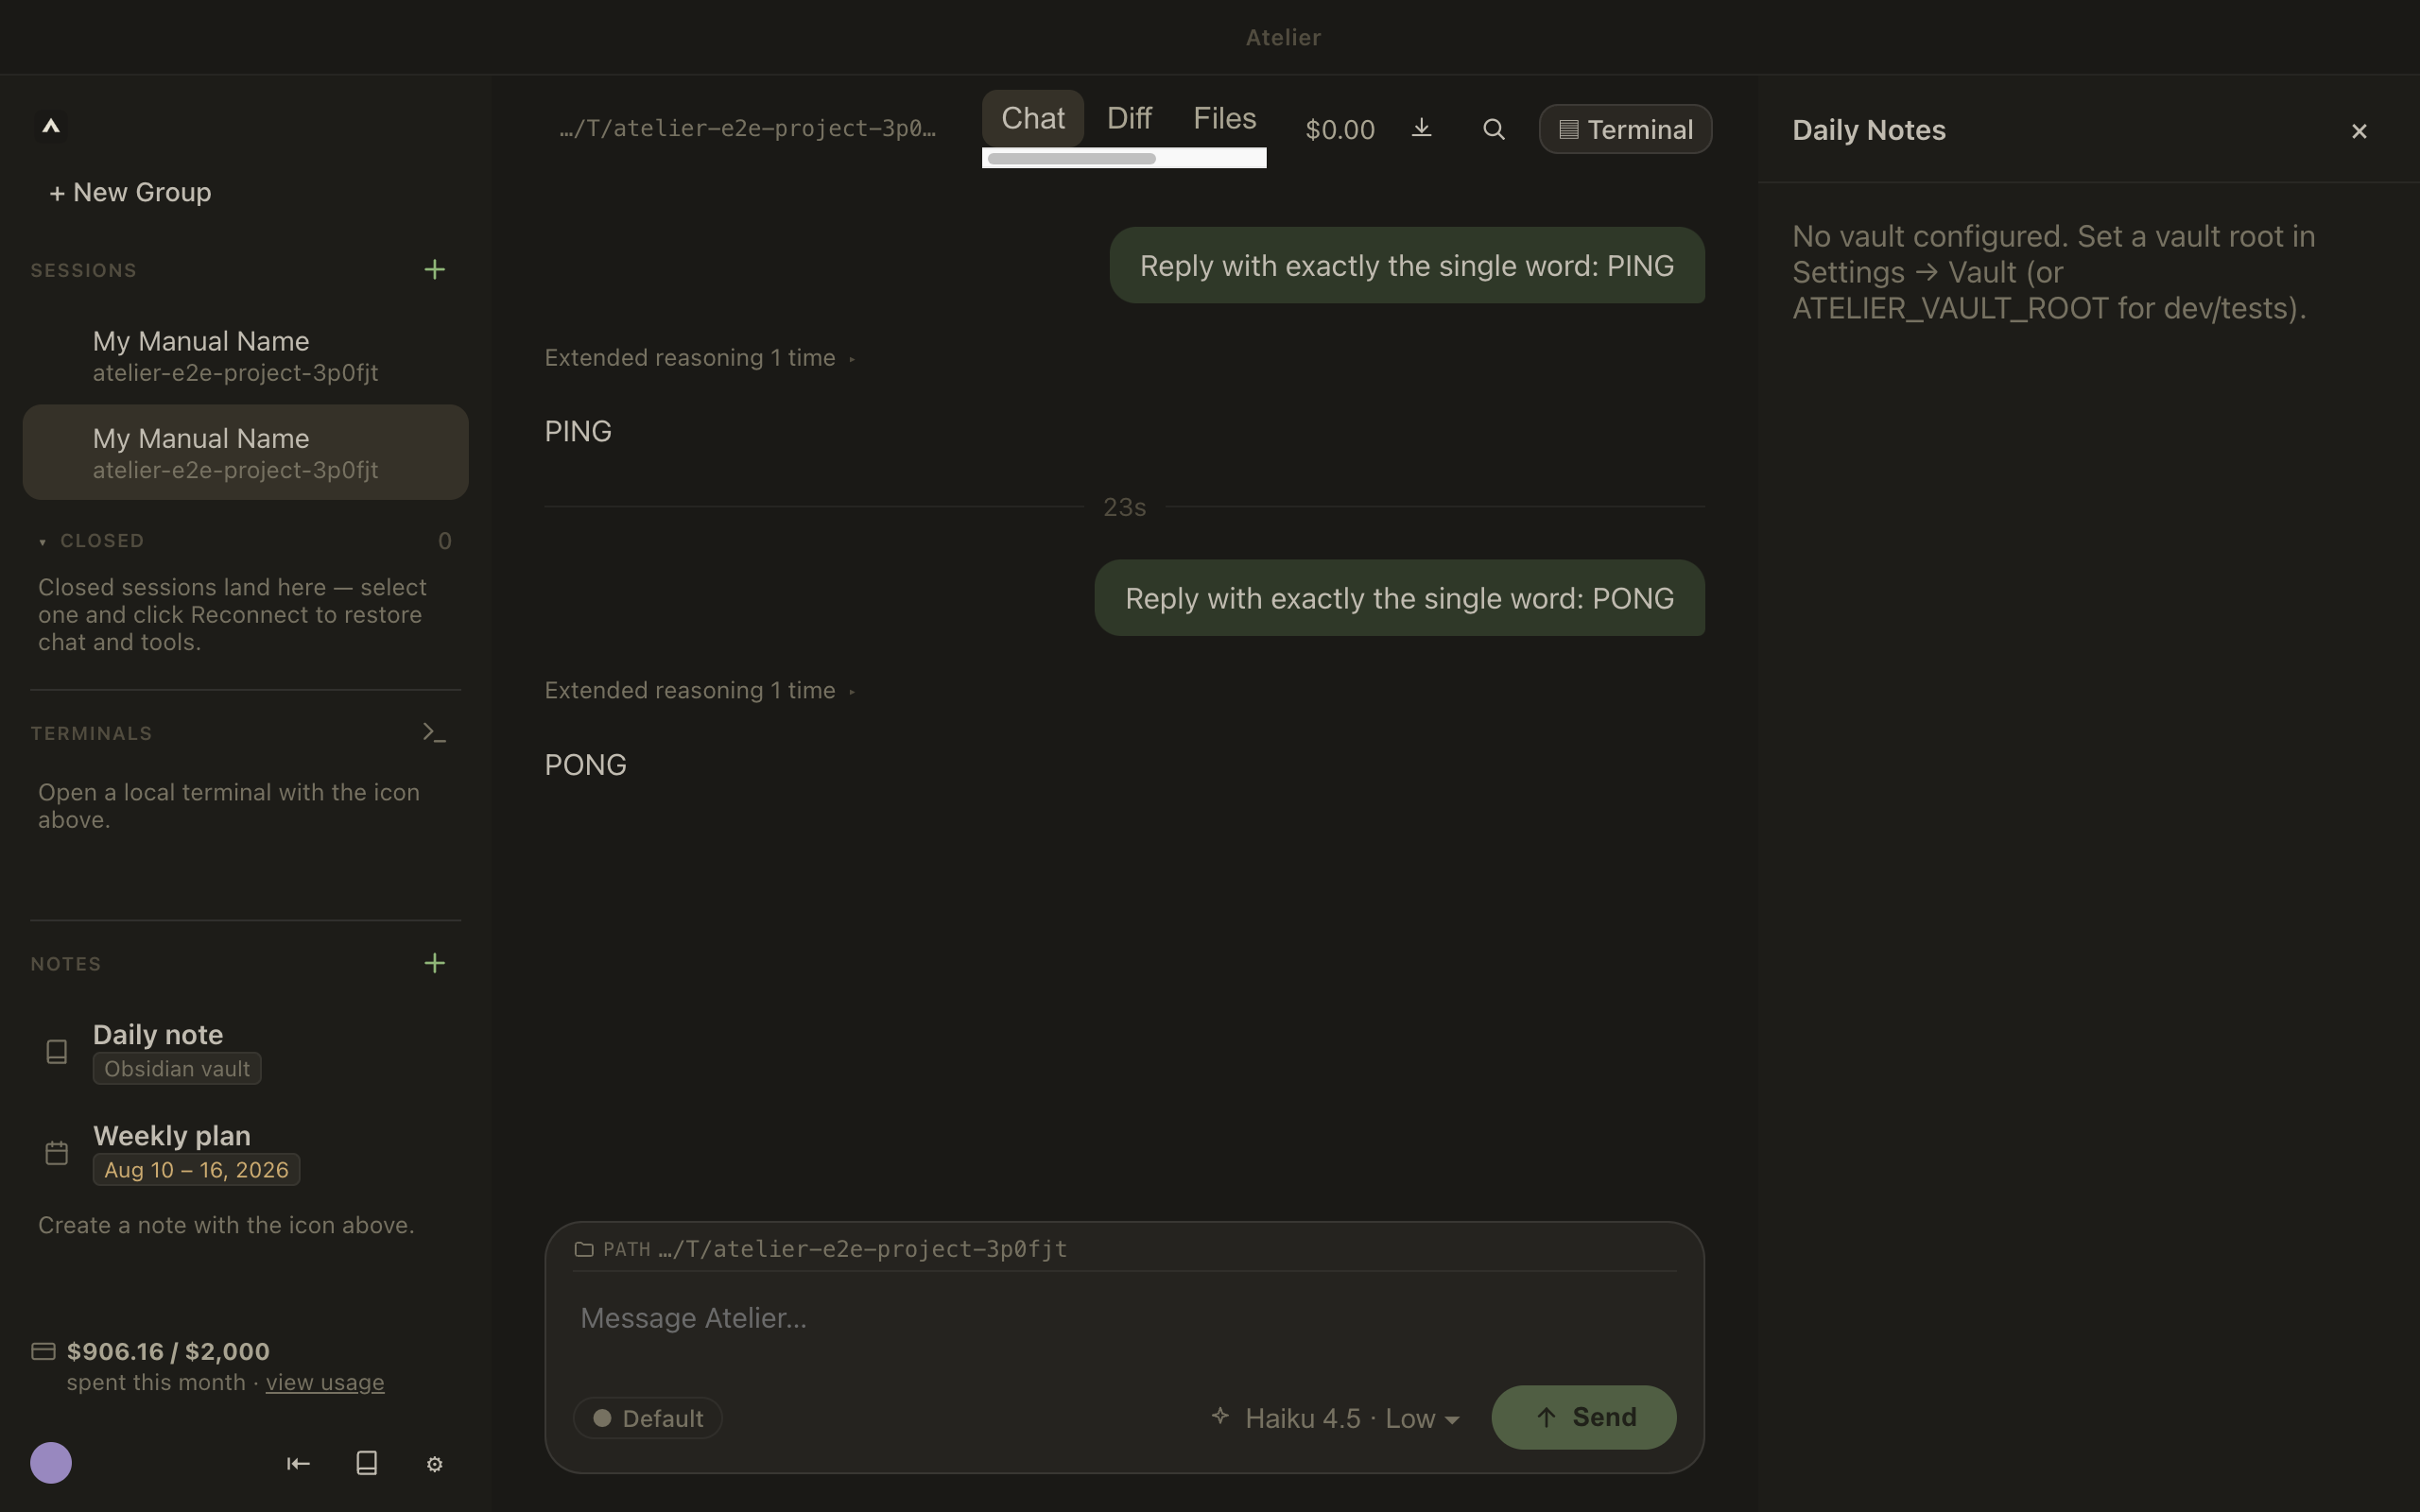 Atelier
+ New Group
SESSIONS
My Manual Name
atelier-e2e-project-3p0fjt
My Manual Name
atelier-e2e-project-3p0fjt
CLOSED 0
Closed sessions land here — select
one and click Reconnect to restore
chat and tools.
TERMINALS
Open a local terminal with the icon
above.
NOTES
Daily note
Obsidian vault
Weekly plan
Aug 10 – 16, 2026
Create a note with the icon above.
$906.16 / $2,000
spent this month · view usage
…/T/atelier-e2e-project-3p0…
Chat Diff Files
$0.00
Terminal
Reply with exactly the single word: PING
Extended reasoning 1 time
PING
23s
Reply with exactly the single word: PONG
Extended reasoning 1 time
PONG
PATH …/T/atelier-e2e-project-3p0fjt
Message Atelier...
Default
Haiku 4.5 · Low
Send
Daily Notes
No vault configured. Set a vault root in
Settings → Vault (or
ATELIER_VAULT_ROOT for dev/tests).